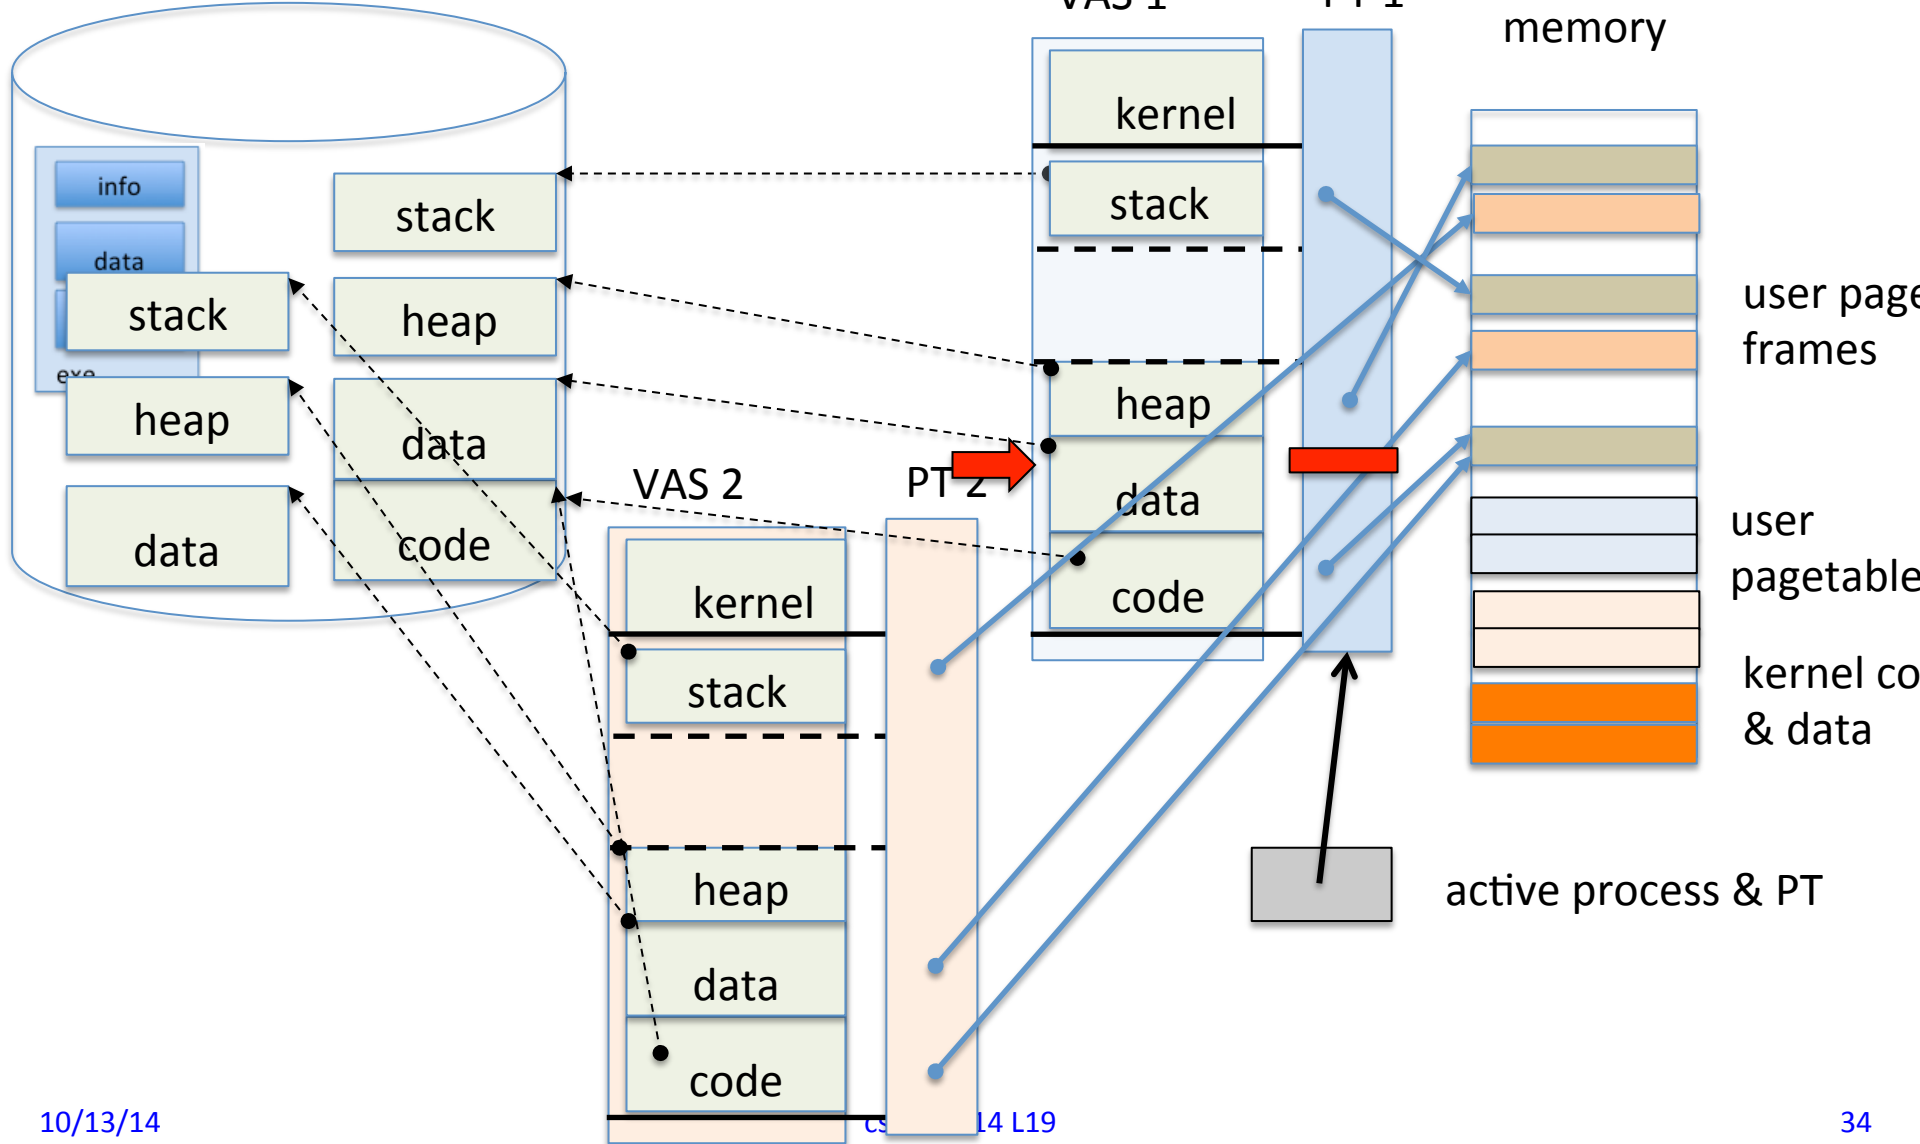 memory
kernel
info
stack
stack
data
stack
heap
user page
frames
heap
heap
data
VAS 2
PT 2
data
user
pagetable
data
code
kernel
code
stack
kernel co
& data
heap
active process & PT
data
code
10/13/14
14 L19
34